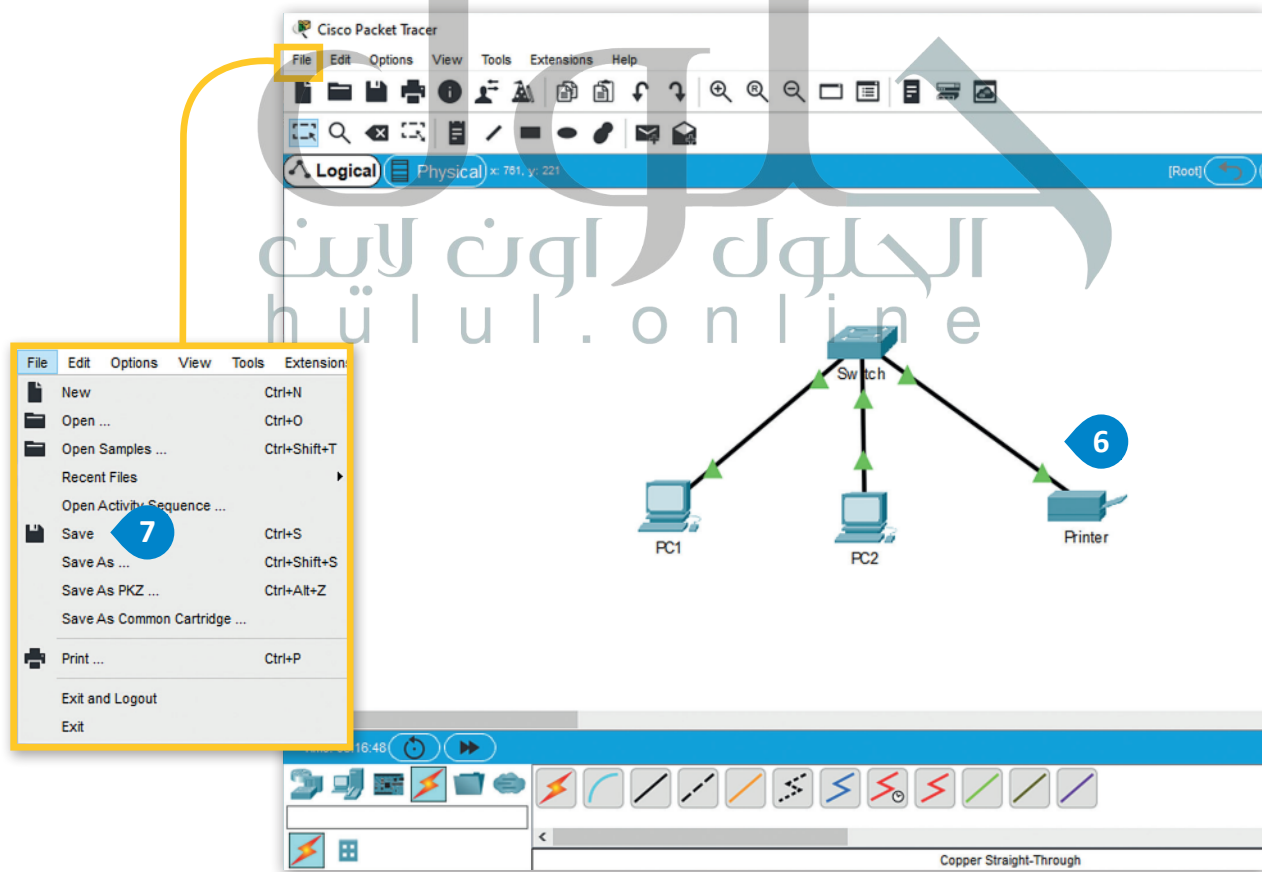 Cisco Packet Tracer
File Edit Options View Tools Extensions Help
Logical Physical x: 761, y: 221 [Root]
حلول
الحلول اون لاين
hülul.online
Switch
6
PC1
PC2
Printer
File Edit Options View Tools Extensions
New Ctrl+N
Open ... Ctrl+O
Open Samples ... Ctrl+Shift+T
Recent Files
Open Activity Sequence ...
Save 7 Ctrl+S
Save As ... Ctrl+Shift+S
Save As PKZ ... Ctrl+Alt+Z
Save As Common Cartridge ...
Print ... Ctrl+P
Exit and Logout
Exit
16:48
Copper Straight-Through